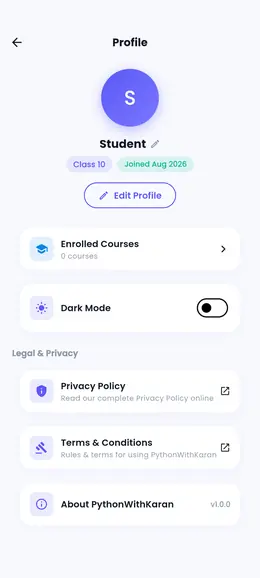 Profile
S
Student
Class 10
Joined Aug 2026
Edit Profile
Enrolled Courses
0 courses
Dark Mode
Legal & Privacy
Privacy Policy
Read our complete Privacy Policy online
Terms & Conditions
Rules & terms for using PythonWithKaran
About PythonWithKaran
v1.0.0